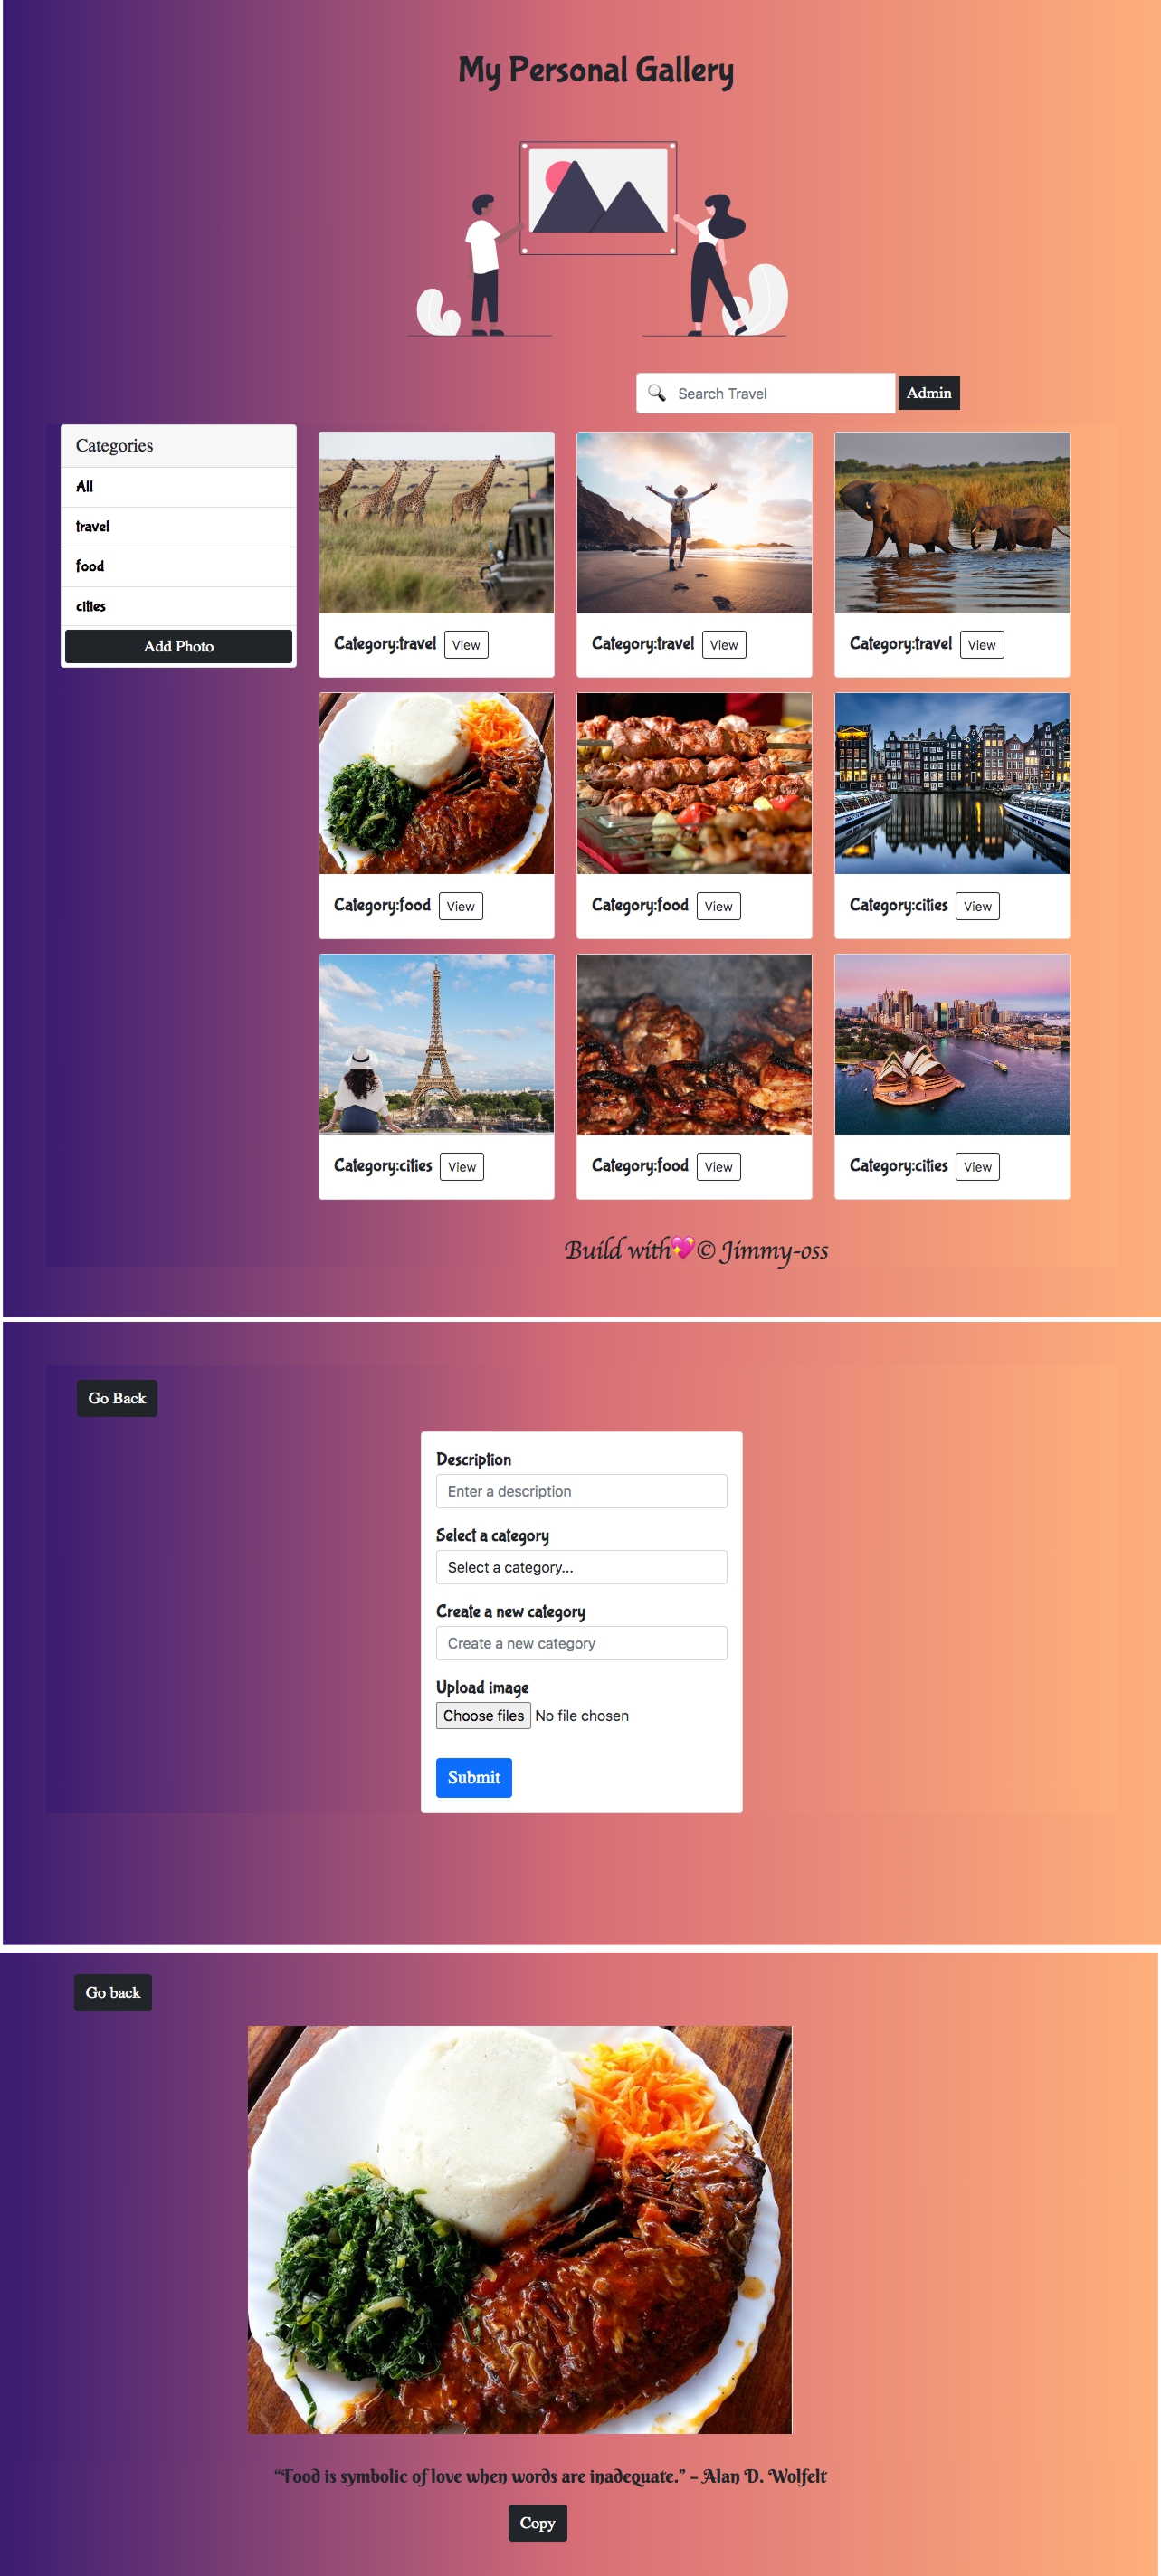 My Personal Gallery
Search Travel
Admin
Categories
All
travel
food
cities
Add Photo
Category:travel View
Category:travel View
Category:travel View
Category:food View
Category:food View
Category:cities View
Category:cities View
Category:food View
Category:cities View
Build with💖© Jimmy-oss
Go Back
Description
Enter a description
Select a category
Select a category...
Create a new category
Create a new category
Upload image
Choose files No file chosen
Submit
Go back
“Food is symbolic of love when words are inadequate.” – Alan D. Wolfelt
Copy